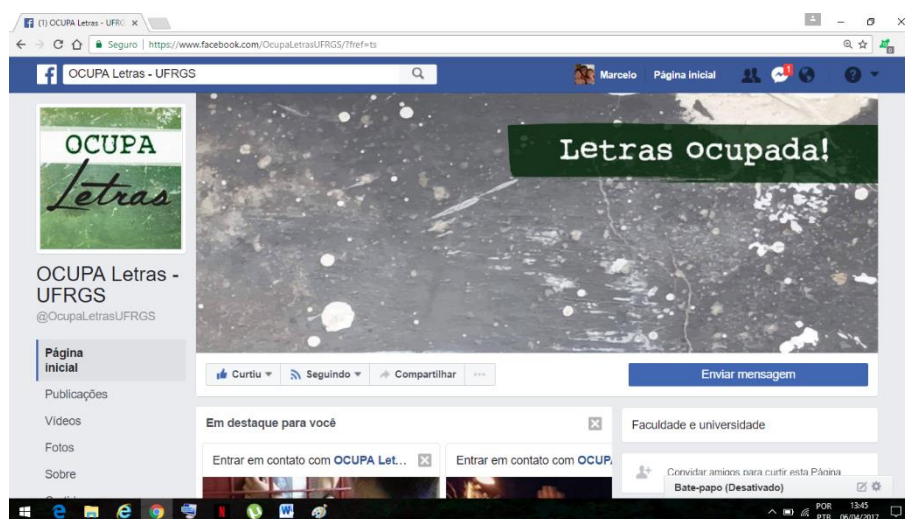 (1) OCUPA Letras - UFRG
Seguro | https://www.facebook.com/OcupaLetrasUFRGS/?fref=ts
OCUPA Letras - UFRGS
Marcelo Página inicial
1
?
OCUPA
Letras
Letras ocupada!
OCUPA Letras -
UFRGS
@OcupaLetrasUFRGS
Página
inicial
Publicações
Vídeos
Fotos
Sobre
Curtiu
Seguindo
Compartilhar
Enviar mensagem
Em destaque para você
Entrar em contato com OCUPA Let...
Entrar em contato com OCUPA
Faculdade e universidade
Convidar amigos para curtir esta Página
Bate-papo (Desativado)
POR 13:45
PTB 06/04/2017